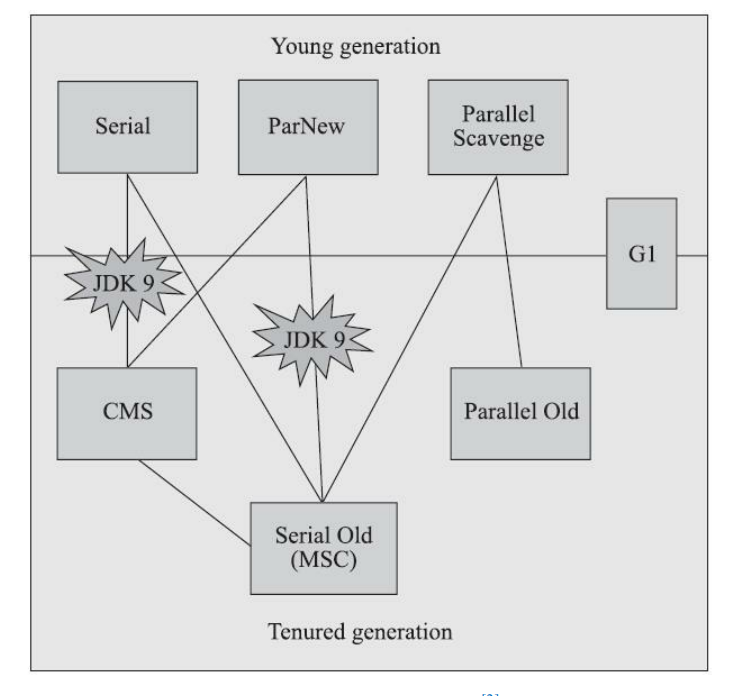 Young generation
Serial
ParNew
Parallel
Scavenge
G1
JDK 9
JDK 9
CMS
Parallel Old
Serial Old
(MSC)
Tenured generation